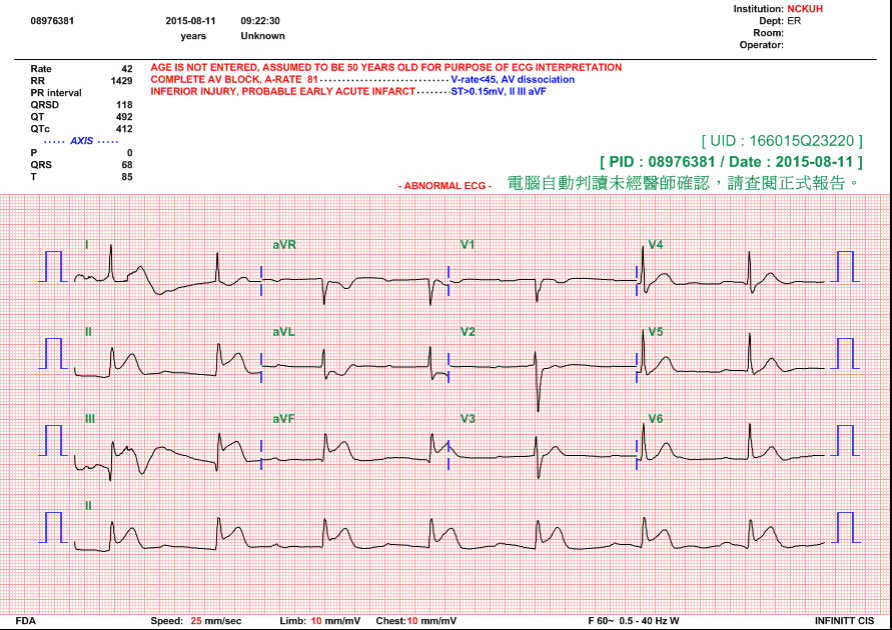 Institution: NCKUH
08976381 2015-08-11 09:22:30 Dept: ER
years Unknown Room:
Operator:
Rate 42 AGE IS NOT ENTERED, ASSUMED TO BE 50 YEARS OLD FOR PURPOSE OF ECG INTERPRETATION
RR 1429 COMPLETE AV BLOCK, A-RATE 81---------------------------- V-rate<45, AV dissociation
PR interval INFERIOR INJURY, PROBABLE EARLY ACUTE INFARCT-------- ST>0.15mV, II III aVF
QRSD 118
QT 492
QTc 412
----- AXIS -----
P 0
QRS 68
T 85
[ UID : 166015Q23220 ]
[ PID : 08976381 / Date : 2015-08-11 ]
- ABNORMAL ECG - 電腦自動判讀未經醫師確認，請查閱正式報告。
I aVR V1 V4
II aVL V2 V5
III aVF V3 V6
II
FDA Speed: 25 mm/sec Limb: 10 mm/mV Chest:10 mm/mV F 60~ 0.5 - 40 Hz W INFINITT CIS